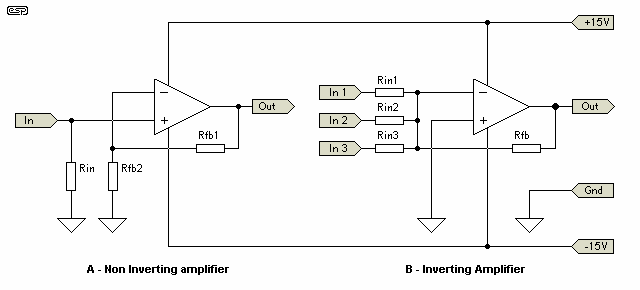 esp
+15V
In
−
+
Out
Rin
Rfb1
Rfb2
In 1
In 2
In 3
Rin1
Rin2
Rin3
−
+
Out
Rfb
Gnd
-15V
A - Non Inverting amplifier
B - Inverting Amplifier